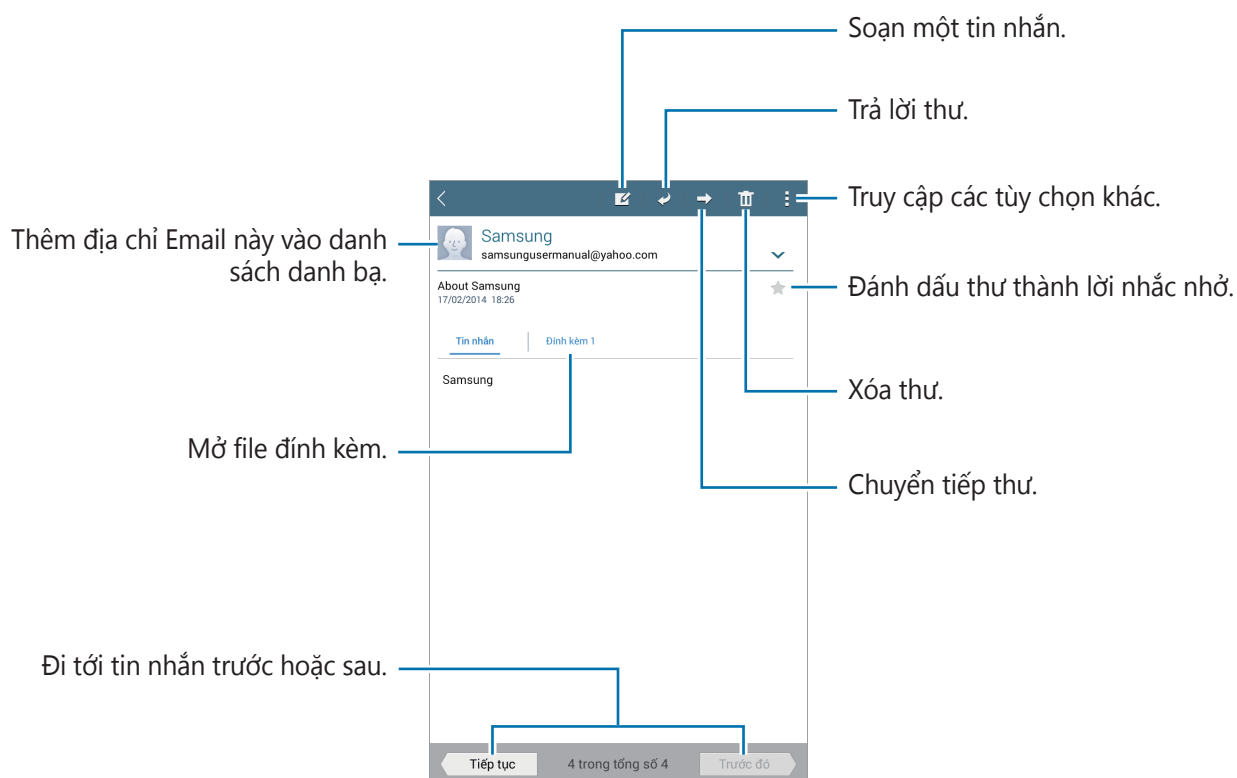 Soạn một tin nhắn.
Trả lời thư.
Truy cập các tùy chọn khác.
Thêm địa chỉ Email này vào danh
sách danh bạ.
Samsung
samsungusermanual@yahoo.com
About Samsung
17/02/2014 18:26
Đánh dấu thư thành lời nhắc nhở.
Tin nhắn
Đính kèm 1
Samsung
Xóa thư.
Mở file đính kèm.
Chuyển tiếp thư.
Đi tới tin nhắn trước hoặc sau.
Tiếp tục
4 trong tổng số 4
Trước đó